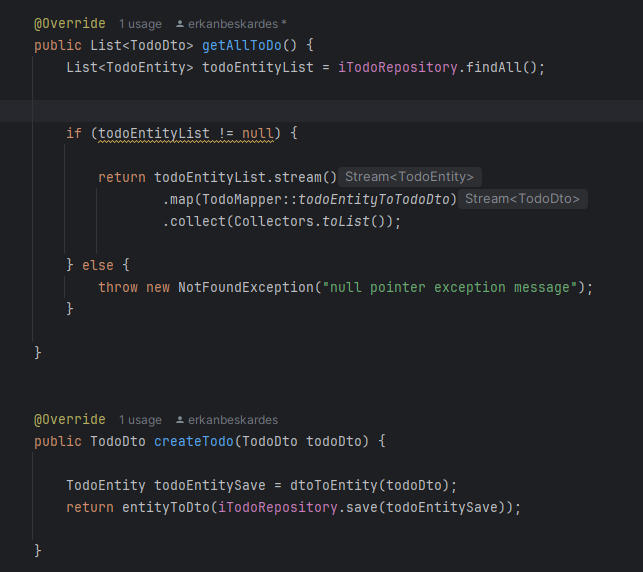 @Override 1 usage erkanbeskardes *
public List<TodoDto> getAllToDo() {
List<TodoEntity> todoEntityList = iTodoRepository.findAll();
if (todoEntityList != null) {
return todoEntityList.stream() Stream<TodoEntity>
.map(TodoMapper::todoEntityToTodoDto) Stream<TodoDto>
.collect(Collectors.toList());
} else {
throw new NotFoundException("null pointer exception message");
}
}
@Override 1 usage erkanbeskardes
public TodoDto createTodo(TodoDto todoDto) {
TodoEntity todoEntitySave = dtoToEntity(todoDto);
return entityToDto(iTodoRepository.save(todoEntitySave));
}